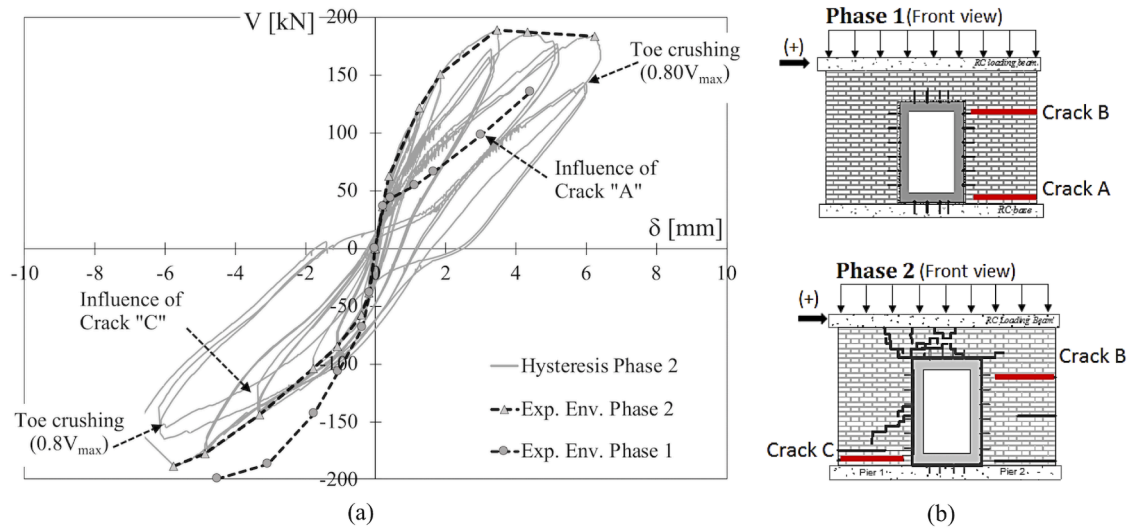 V [kN]
200
150
100
50
0
-50
-100
-150
-200
-10
-8
-6
-4
-2
0
2
4
6
8
10
δ [mm]
Toe crushing
(0.80Vmax)
Influence of
Crack "A"
Influence of
Crack "C"
Toe crushing
(0.8Vmax)
Hysteresis Phase 2
Exp. Env. Phase 2
Exp. Env. Phase 1
(a)
Phase 1 (Front view)
(+)
RC loading beam.
Crack B
Crack A
RC base
Phase 2 (Front view)
(+)
RC Loading Beam
Crack B
Crack C
Pier 1
Pier 2
(b)